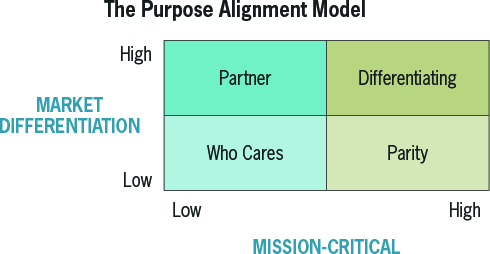 The Purpose Alignment Model
High
MARKET
DIFFERENTIATION
Low
Partner
Differentiating
Who Cares
Parity
Low
High
MISSION-CRITICAL